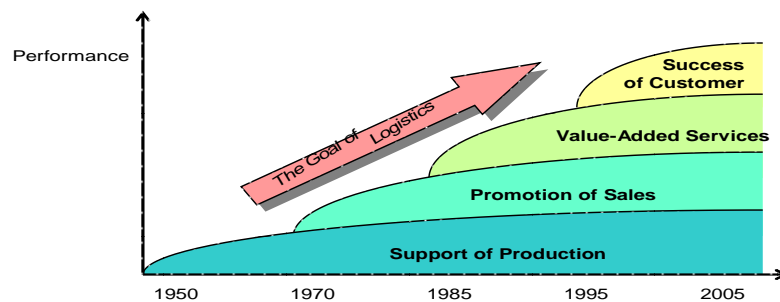 Performance
Success
of Customer
The Goal of Logistics
Value-Added Services
Promotion of Sales
Support of Production
1950 1970 1985 1995 2005